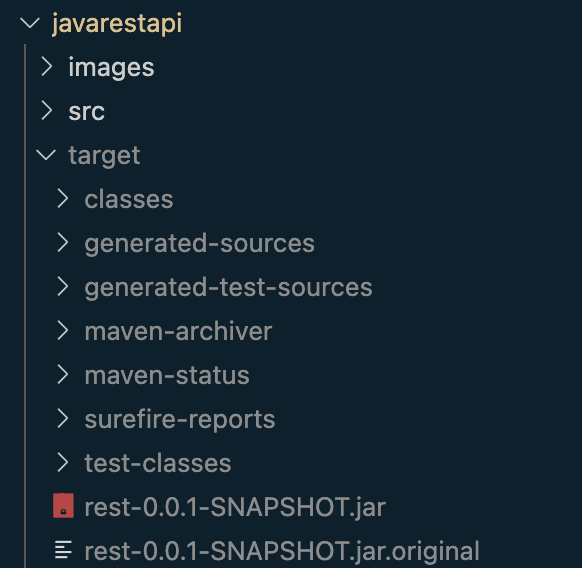 javarestapi
images
src
target
classes
generated-sources
generated-test-sources
maven-archiver
maven-status
surefire-reports
test-classes
rest-0.0.1-SNAPSHOT.jar
rest-0.0.1-SNAPSHOT.jar.original